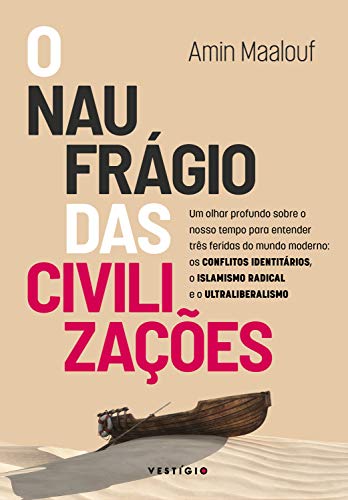 O
Amin Maalouf
NAU
FRÁGIO
DAS
CIVILI
ZAÇÕES
Um olhar profundo sobre o
nosso tempo para entender
três feridas do mundo moderno:
os CONFLITOS IDENTITÁRIOS,
o ISLAMISMO RADICAL
e o ULTRALIBERALISMO
VESTÍGIO